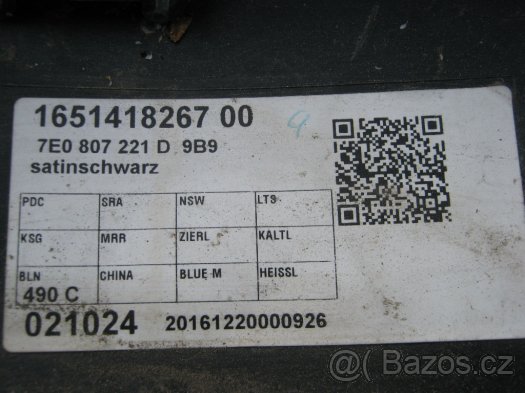 1651418267 00
7E0 807 221 D 9B9
satinschwarz
PDC SRA NSW LTS
KSG MRR ZIERL KALTL
BLN CHINA BLUE M HEISSL
490 C
021024 20161220000926
Bazoš.cz